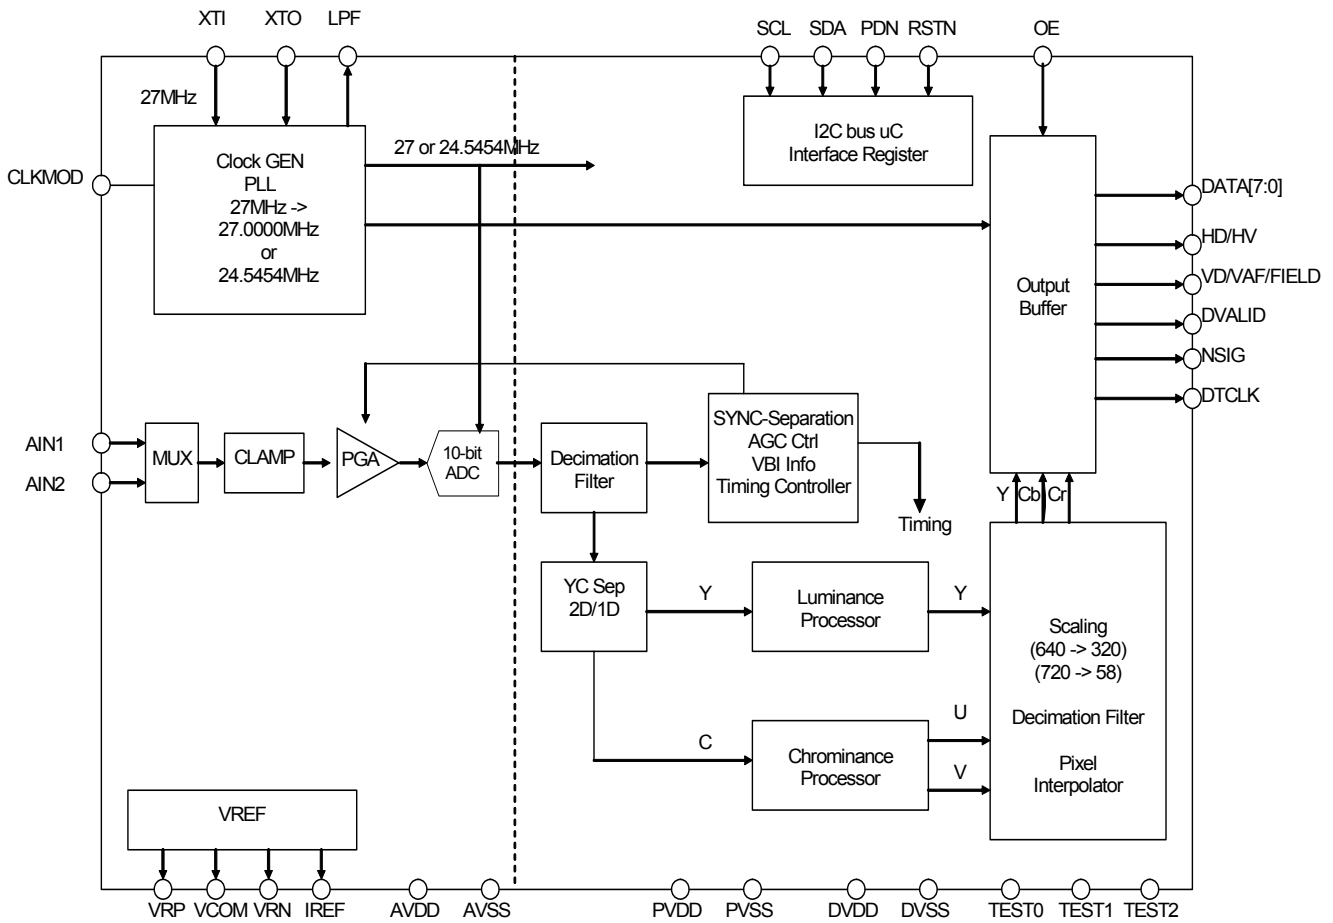 XTI
XTO
LPF
SCL
SDA
PDN
RSTN
OE
27MHz
CLKMOD
Clock GEN
PLL
27MHz ->
27.0000MHz
or
24.5454MHz
27 or 24.5454MHz
I2C bus uC
Interface Register
Output
Buffer
DATA[7:0]
HD/HV
VD/VAF/FIELD
DVALID
NSIG
DTCLK
AIN1
AIN2
MUX
CLAMP
PGA
10-bit
ADC
Decimation
Filter
SYNC-Separation
AGC Ctrl
VBI Info
Timing Controller
Timing
Y
Cb
Cr
YC Sep
2D/1D
Y
Luminance
Processor
Y
C
Chrominance
Processor
U
V
Scaling
(640 -> 320)
(720 -> 58)
Decimation Filter
Pixel
Interpolator
VREF
VRP
VCOM
VRN
IREF
AVDD
AVSS
PVDD
PVSS
DVDD
DVSS
TEST0
TEST1
TEST2